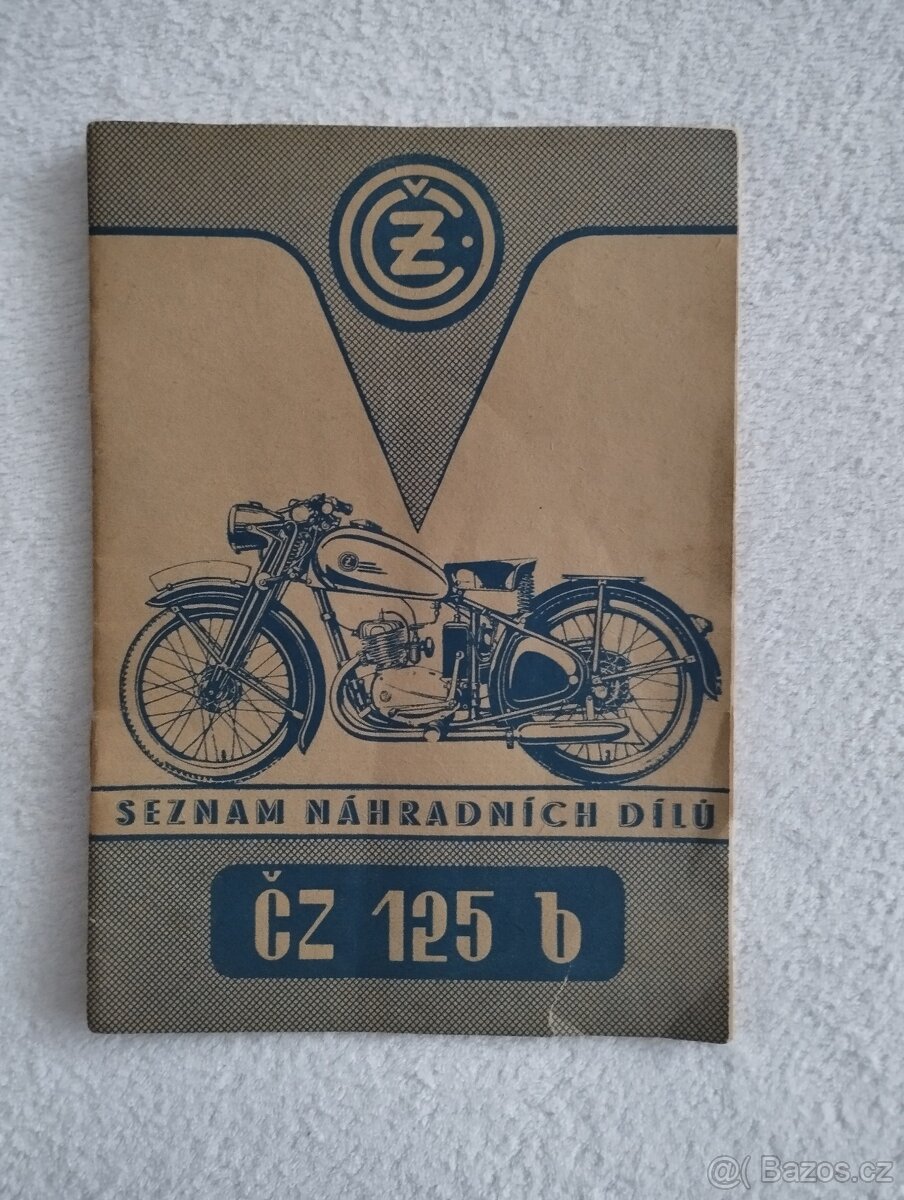 ČZ
SEZNAM NÁHRADNÍCH DÍLŮ
ČZ 125 b
@( Bazos.cz